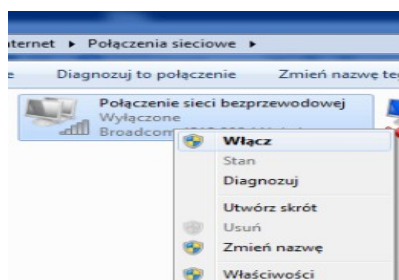 nternet ▸ Połączenia sieciowe ▸
Diagnozuj to połączenie Zmień nazwę te
Połączenie sieci bezprzewodowej
Wyłączone
Broadcom
Włącz
Stan
Diagnozuj
Utwórz skrót
Usuń
Zmień nazwę
Właściwości